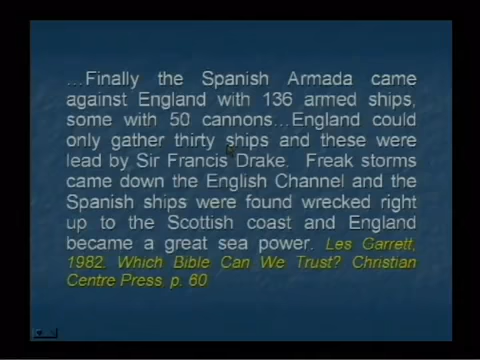 ...Finally the Spanish Armada came
against England with 136 armed ships,
some with 50 cannons...England could
only gather thirty ships and these were
lead by Sir Francis Drake. Freak storms
came down the English Channel and the
Spanish ships were found wrecked right
up to the Scottish coast and England
became a great sea power. Les Garrett,
1982. Which Bible Can We Trust? Christian
Centre Press, p. 60